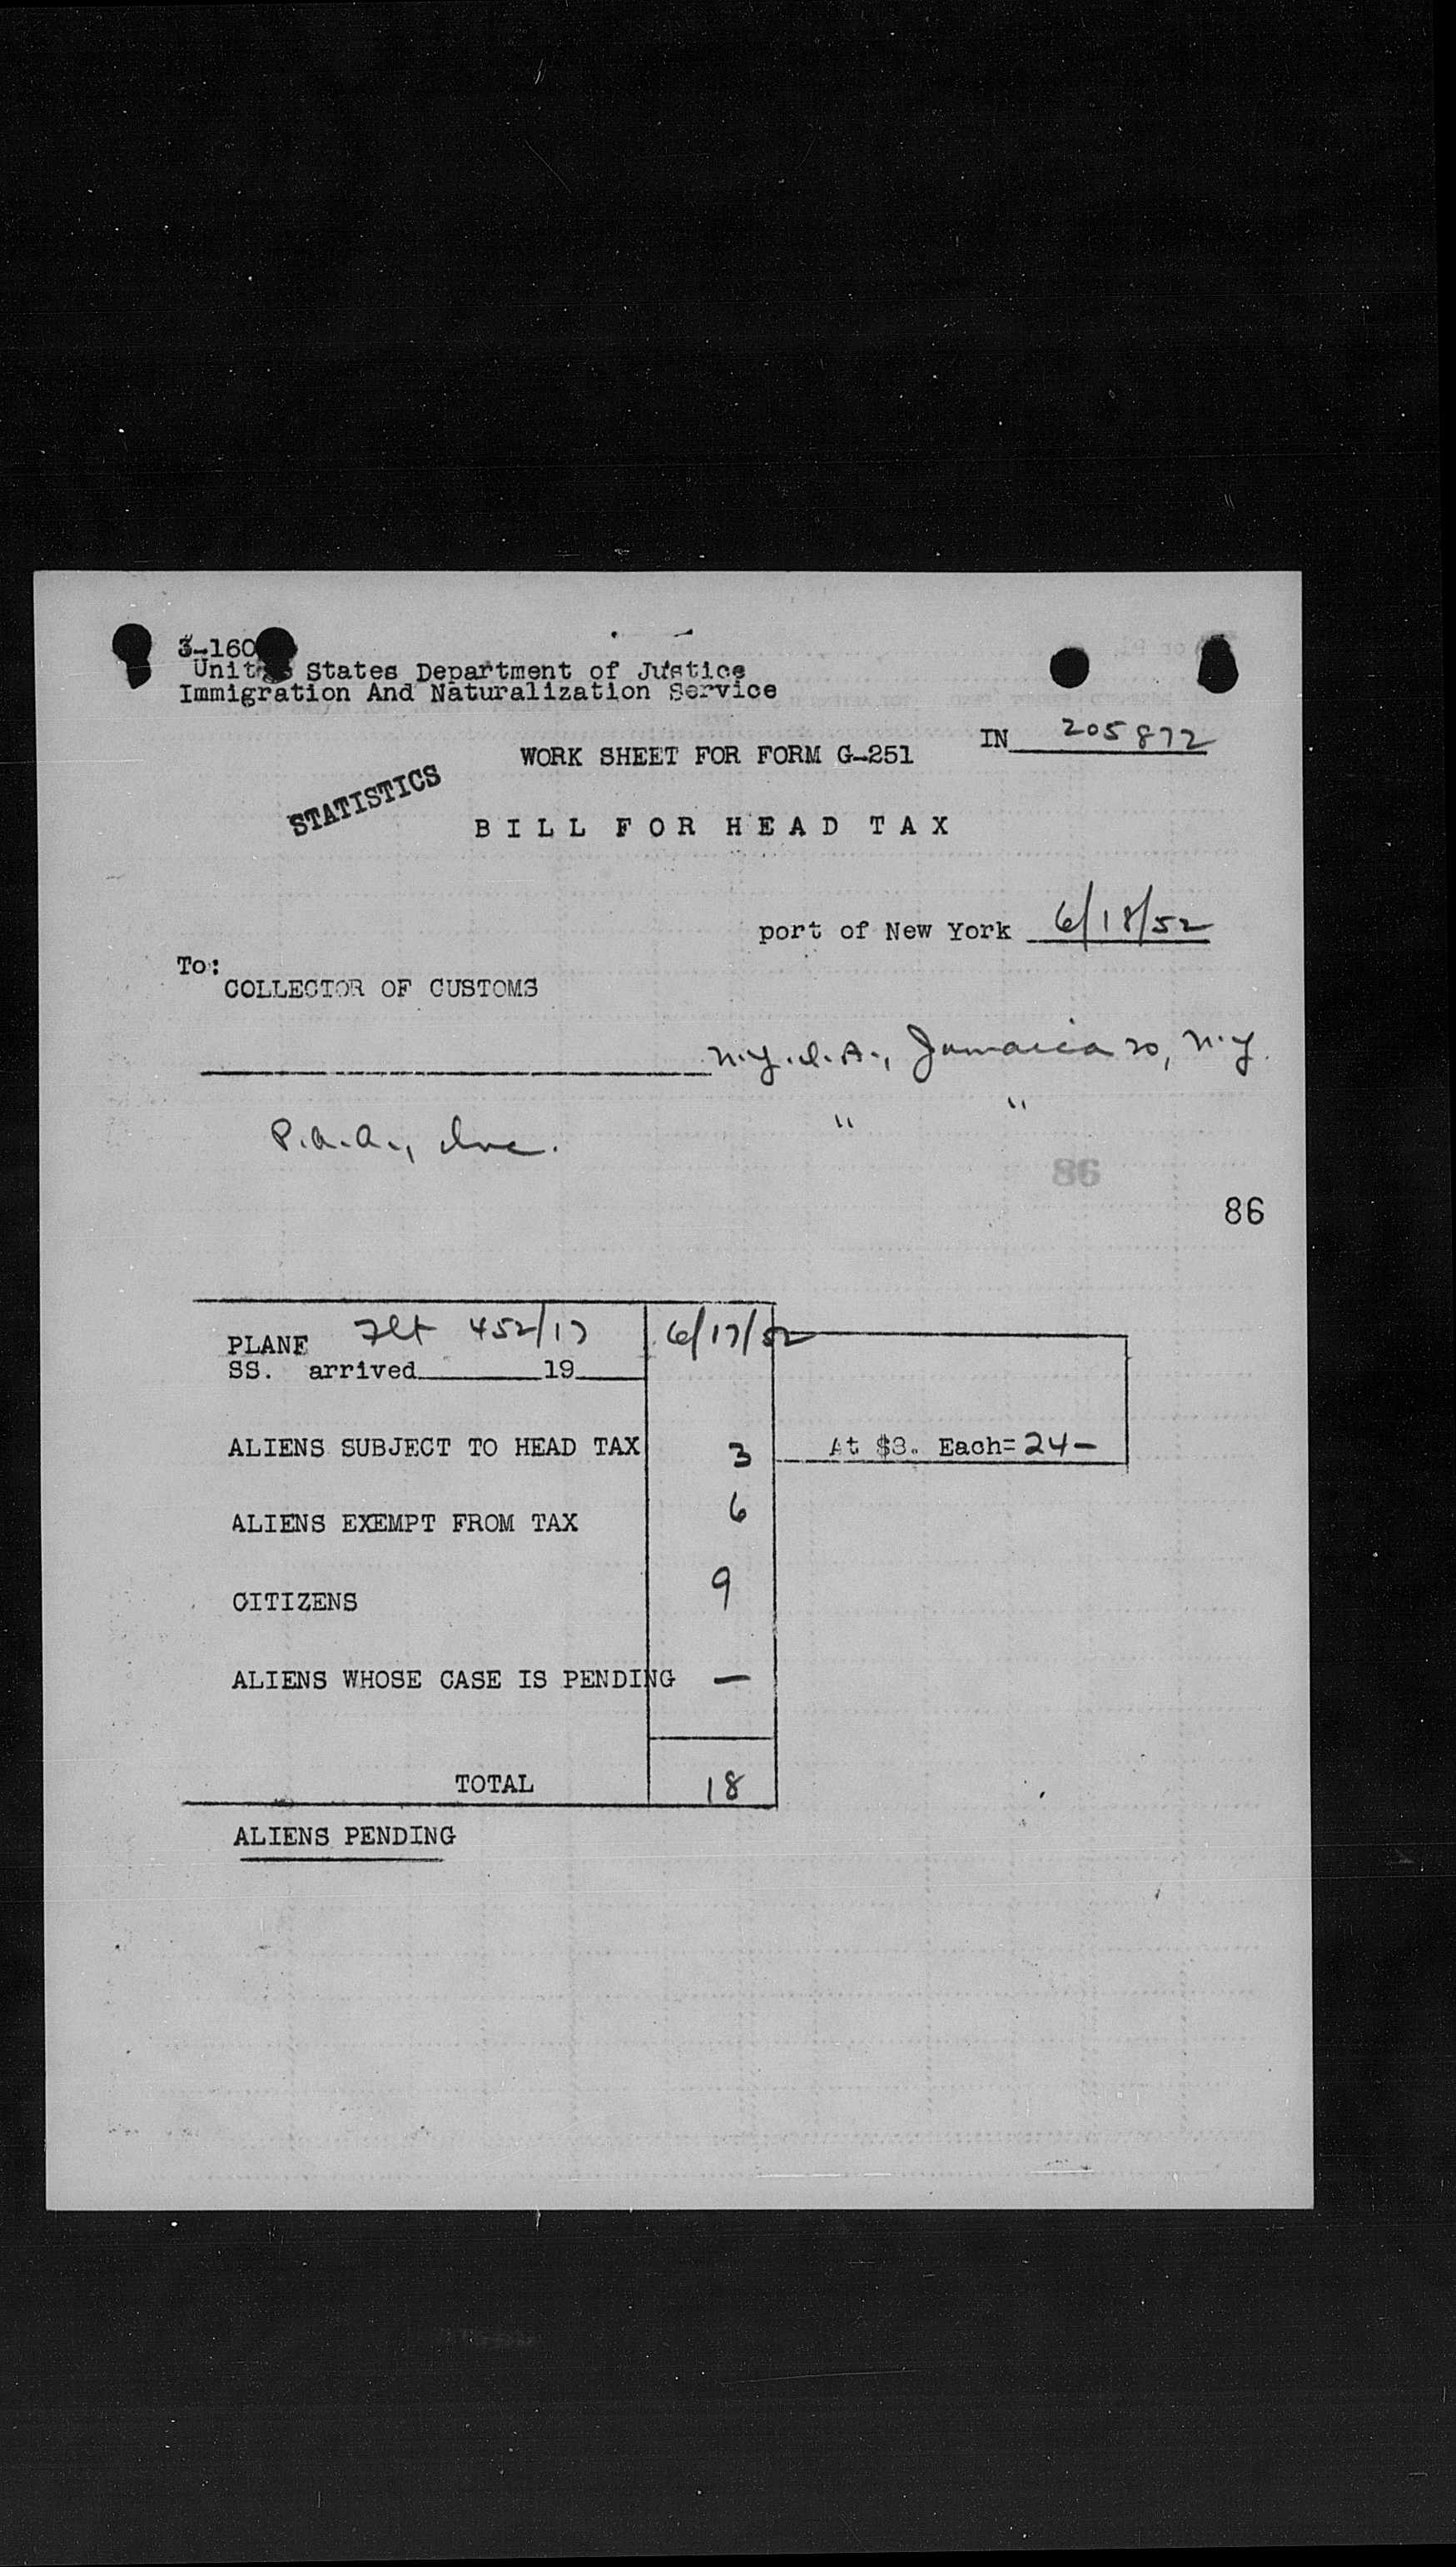 3-160
United States Department of Justice
Immigration And Naturalization Service
IN 205872
WORK SHEET FOR FORM G-251
STATISTICS
BILL FOR HEAD TAX
port of New York 6/18/52
To:
COLLECTOR OF CUSTOMS
N.Y.I.A., Jamaica 20, N.Y.
P.A.A., Inc. " "
86
86
PLANE Flt 452/17 6/17/52
SS. arrived 19
ALIENS SUBJECT TO HEAD TAX 3 At $8. Each= 24-
ALIENS EXEMPT FROM TAX 6
CITIZENS 9
ALIENS WHOSE CASE IS PENDING —
TOTAL 18
ALIENS PENDING